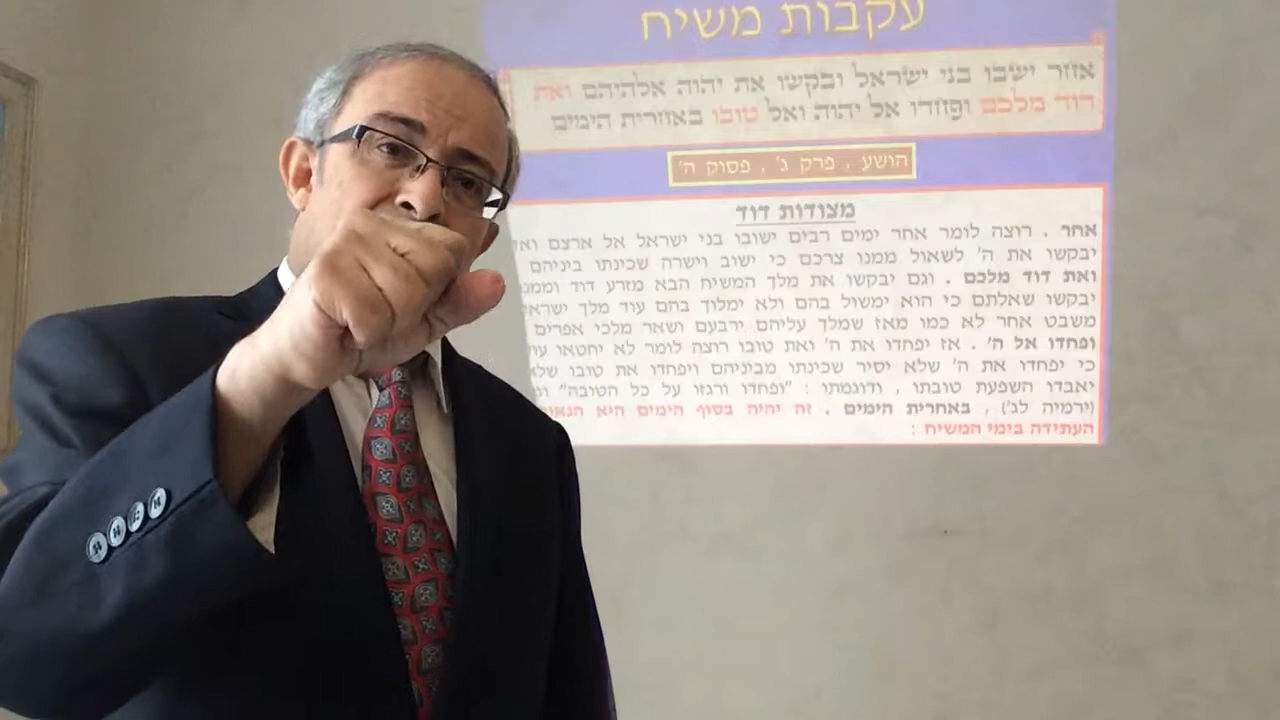 עקבות משיח
אחר ישבו בני ישראל ובקשו את יהוה אלהיהם ואת
דוד מלכם ופחדו אל יהוה ואל טובו באחרית הימים
הושע , פרק ג' , פסוק ה'
מצודות דוד
אחר . רוצה לומר אחר ימים רבים ישובו בני ישראל אל ארצם ואז
יבקשו את ה' לשאול ממנו צרכם כי ישוב וישרה שכינתו ביניהם
ואת דוד מלכם . וגם יבקשו את מלך המשיח הבא מזרע דוד וממנו
יבקשו שאלתם כי הוא ימשול בהם ולא ימלוך בהם עוד מלך ישראל
משבט אחר לא כמו מאז שמלך עליהם ירבעם ושאר מלכי אפרים
ופחדו אל ה' . אז יפחדו את ה' ואת טובו רוצה לומר לא יחטאו עוד
כי יפחדו את ה' שלא יסיר שכינתו מביניהם ויפחדו את טובו שלא
יאבדו השפעת טובתו , ודוגמתו : "ופחדו ורגזו על כל הטובה"
(ירמיה לג') , באחרית הימים . זה יהיה בסוף הימים היא
העתידה בימי המשיח :